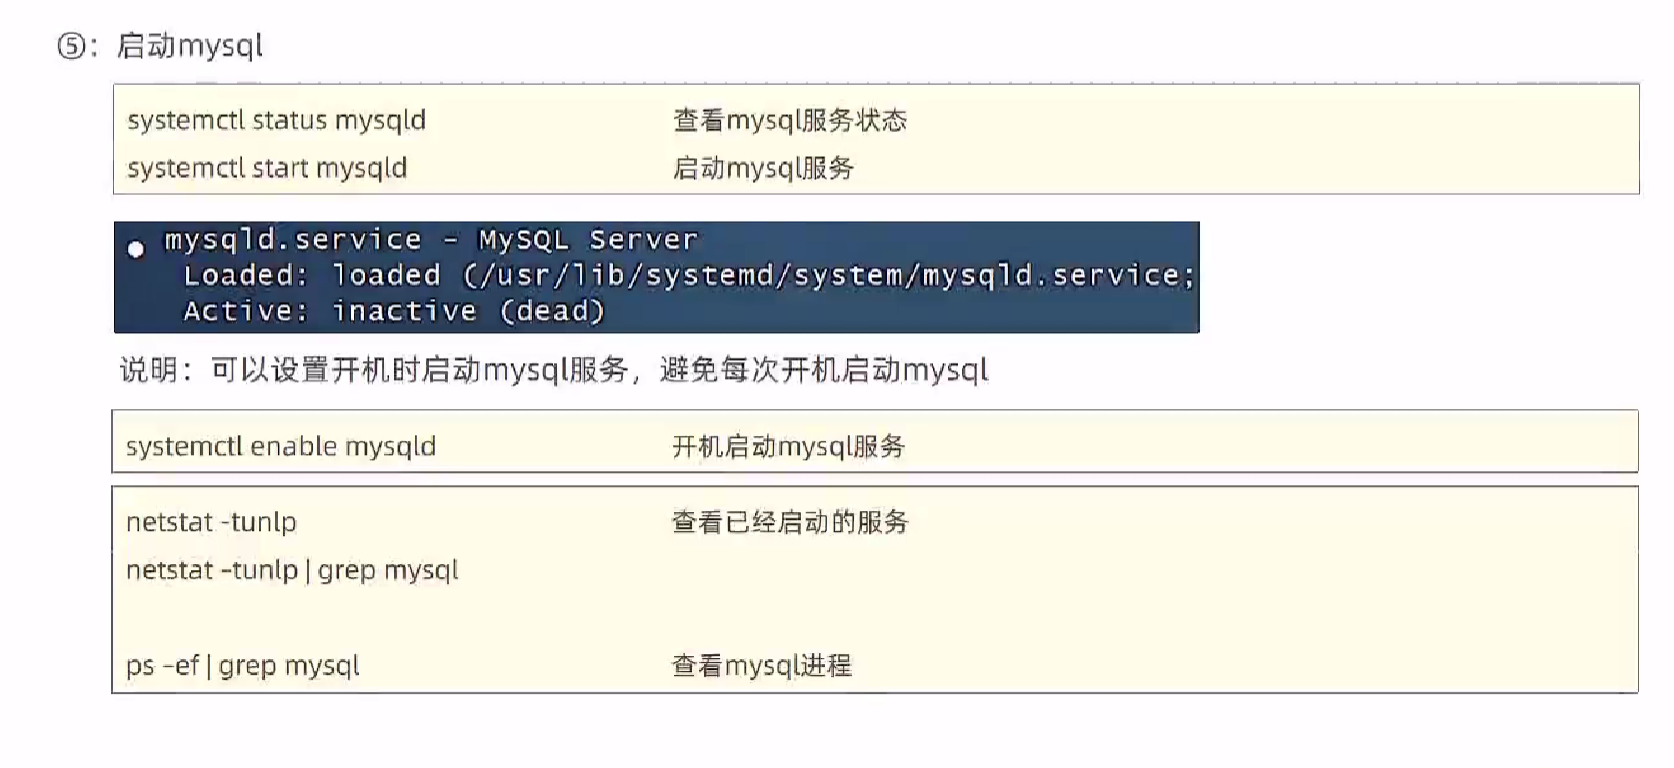 ⑤：启动mysql
systemctl status mysqld 查看mysql服务状态
systemctl start mysqld 启动mysql服务
● mysqld.service - MySQL Server
Loaded: loaded (/usr/lib/systemd/system/mysqld.service;
Active: inactive (dead)
说明：可以设置开机时启动mysql服务，避免每次开机启动mysql
systemctl enable mysqld 开机启动mysql服务
netstat -tunlp 查看已经启动的服务
netstat –tunlp | grep mysql
ps –ef | grep mysql 查看mysql进程